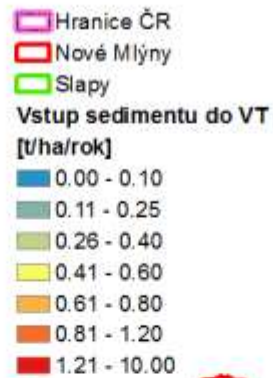 Hranice ČR
Nové Mlýny
Slapy
Vstup sedimentu do VT
[t/ha/rok]
0.00 - 0.10
0.11 - 0.25
0.26 - 0.40
0.41 - 0.60
0.61 - 0.80
0.81 - 1.20
1.21 - 10.00